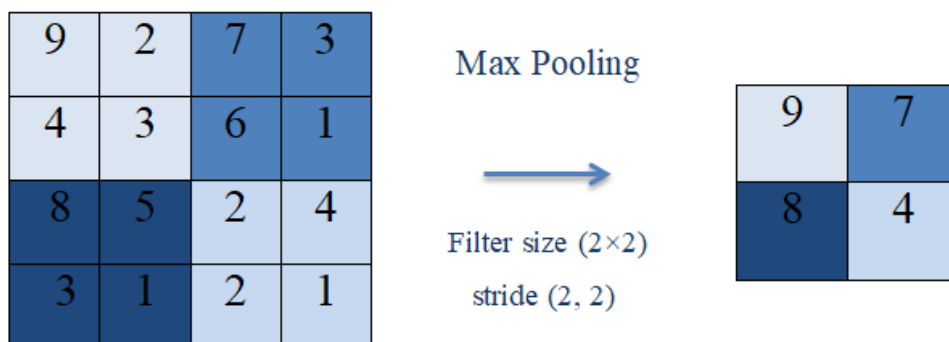 9 2 7 3
4 3 6 1
8 5 2 4
3 1 2 1
Max Pooling
Filter size (2×2)
stride (2, 2)
9 7
8 4